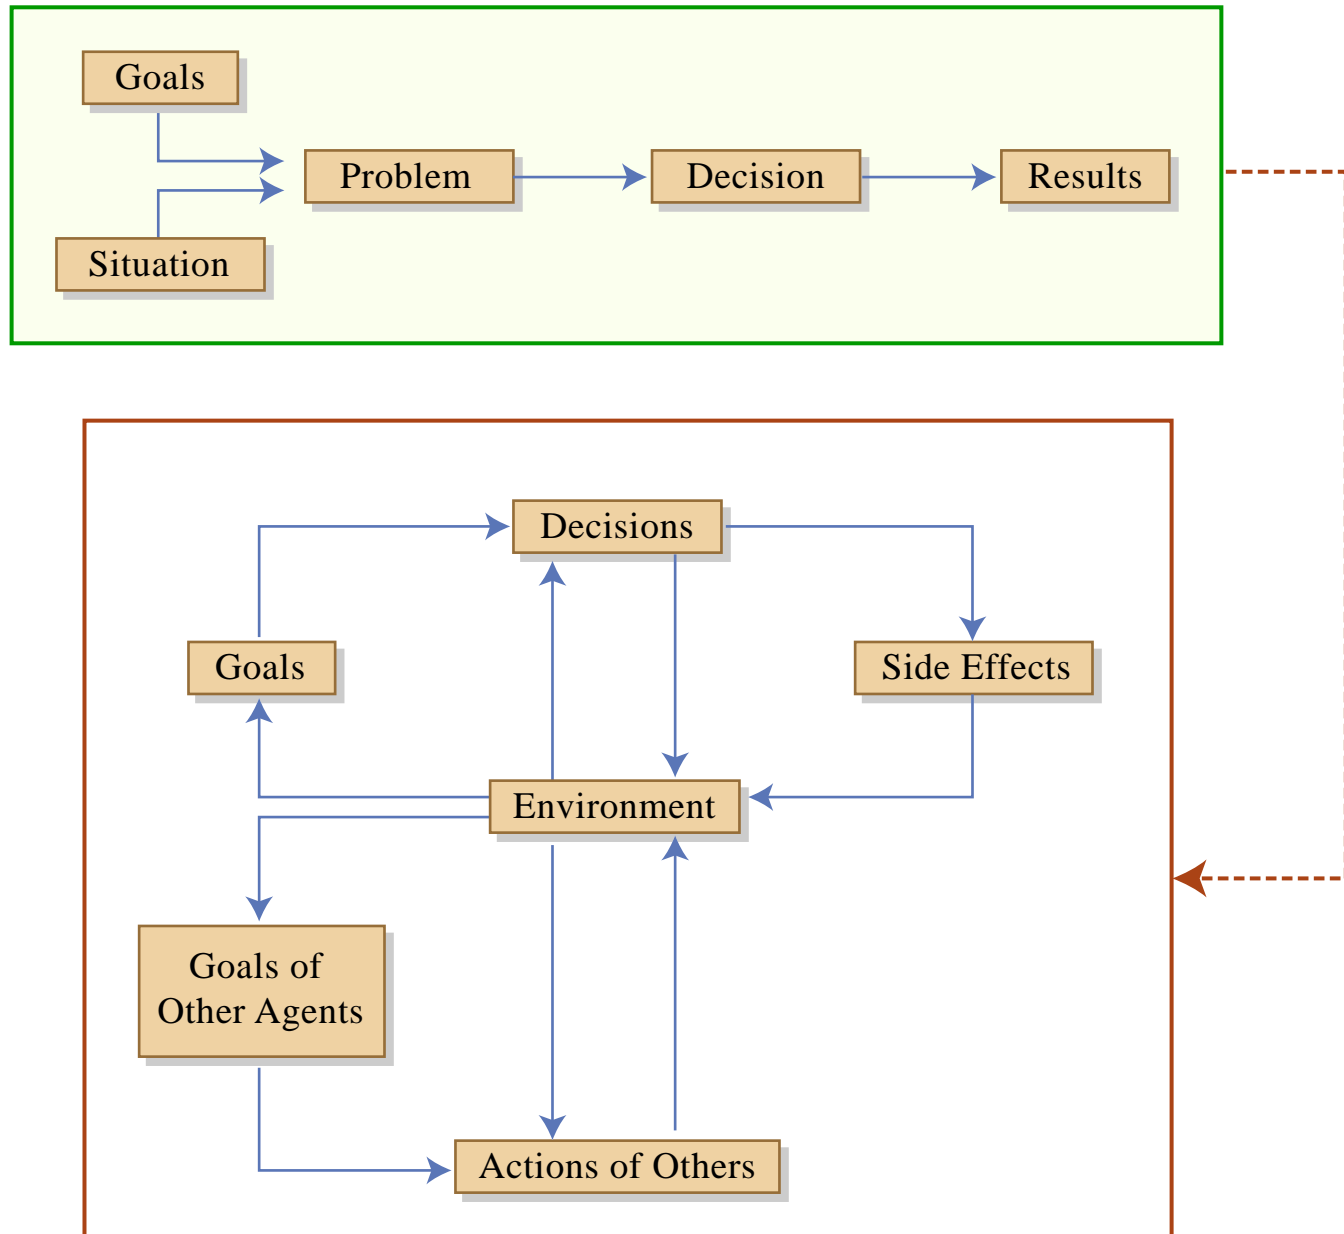 Goals
Problem
Decision
Results
Situation
Decisions
Goals
Side Effects
Environment
Goals of
Other Agents
Actions of Others